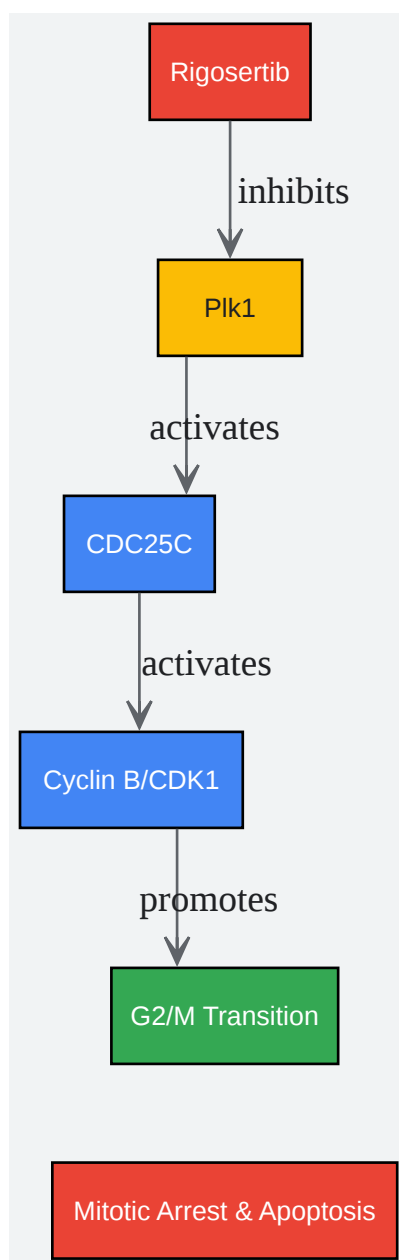 Rigosertib
inhibits
Plk1
activates
CDC25C
activates
Cyclin B/CDK1
promotes
G2/M Transition
Mitotic Arrest & Apoptosis